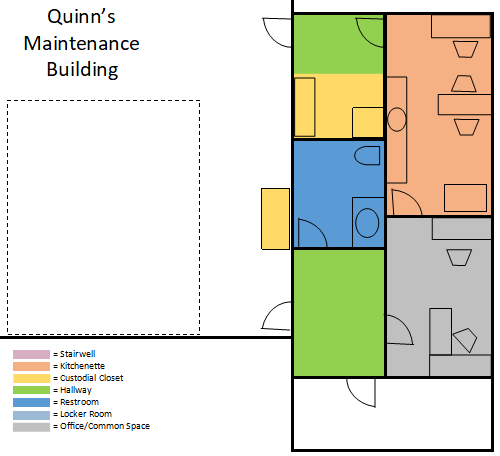 Quinn's
Maintenance
Building
= Stairwell
= Kitchenette
= Custodial Closet
= Hallway
= Restroom
= Locker Room
= Office/Common Space